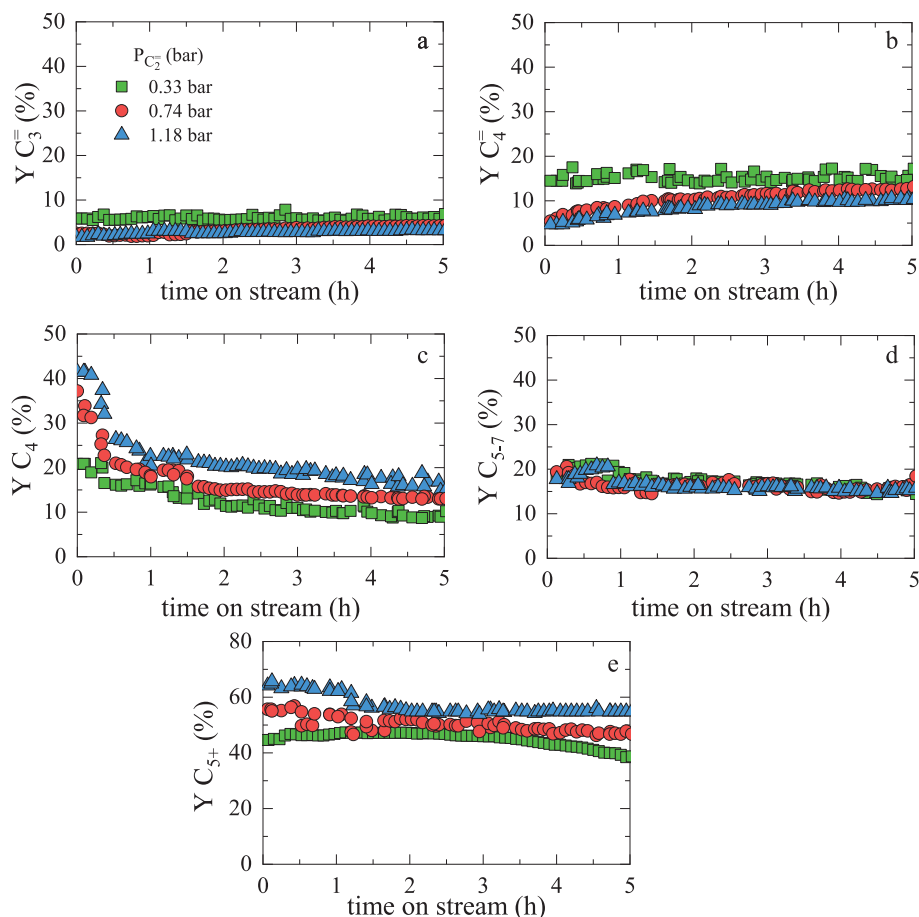 a
P C₂⁼ (bar)
0.33 bar
0.74 bar
1.18 bar
Y C₃⁼ (%)
50
40
30
20
10
0
0 1 2 3 4 5
time on stream (h)
b
Y C₄⁼ (%)
50
40
30
20
10
0
0 1 2 3 4 5
time on stream (h)
c
Y C₄ (%)
50
40
30
20
10
0
0 1 2 3 4 5
time on stream (h)
d
Y C₅₋₇ (%)
50
40
30
20
10
0
0 1 2 3 4 5
time on stream (h)
e
Y C₅₊ (%)
80
60
40
20
0
0 1 2 3 4 5
time on stream (h)